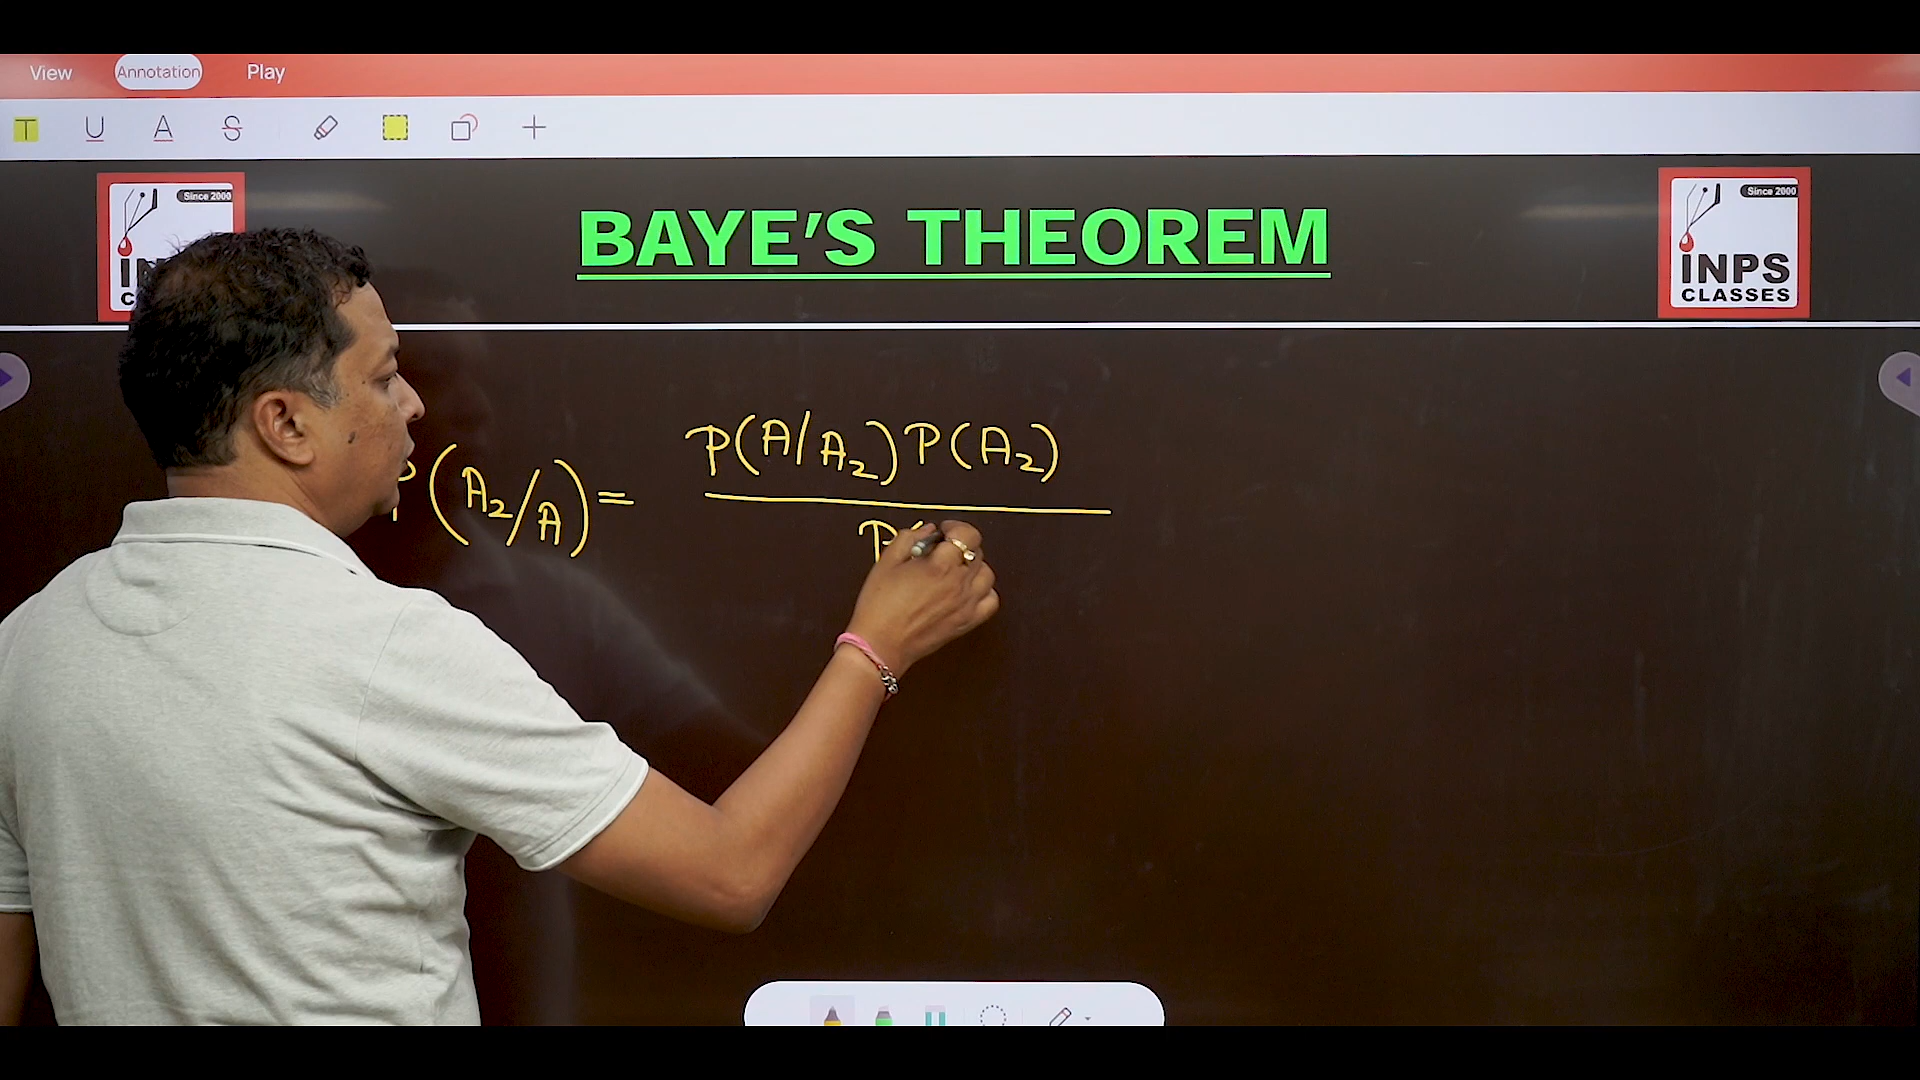 View Annotation Play
T U A S
Since 2000
Since 2000
BAYE'S THEOREM
INPS
CLASSES
P(A/A₂)P(A₂)
P(A₂/A)=
P(